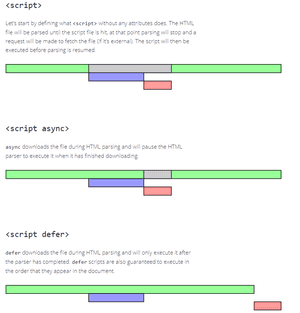 <script>
Let's start by defining what <script> without any attributes does. The HTML
file will be parsed until the script file is hit, at that point parsing will stop and a
request will be made to fetch the file (if it's external). The script will then be
executed before parsing is resumed.
<script async>
async downloads the file during HTML parsing and will pause the HTML
parser to execute it when it has finished downloading.
<script defer>
defer downloads the file during HTML parsing and will only execute it after
the parser has completed. defer scripts are also guaranteed to execute in
the order that they appear in the document.